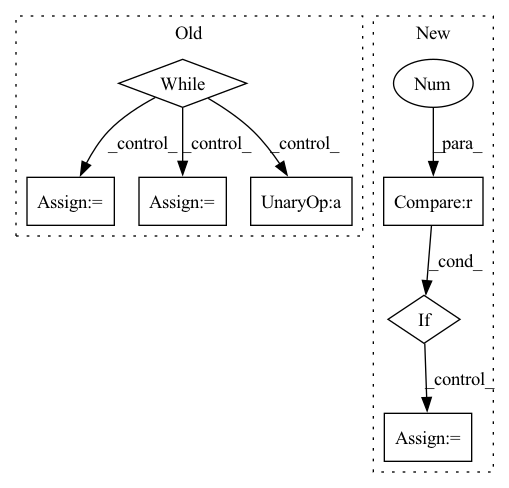 Old
New
While
Num
_control_
_control_
_control_
_para_
Assign:=
Assign:=
UnaryOp:a
Compare:r
_cond_
If
_control_
Assign:=